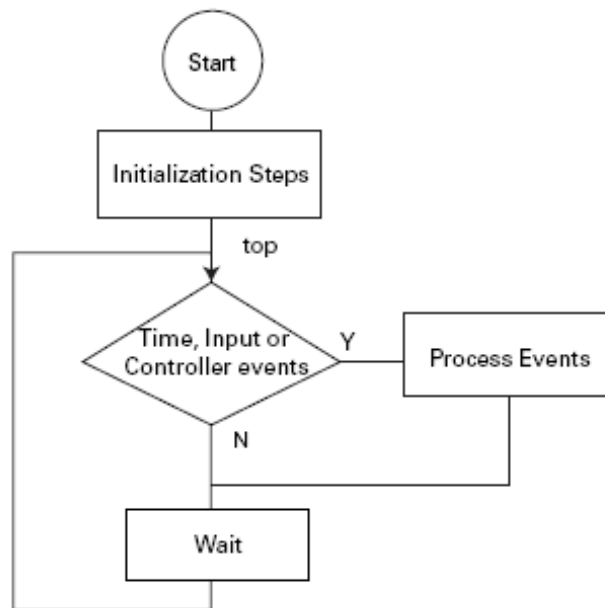 Start
Initialization Steps
top
Time, Input or
Controller events
Y
Process Events
N
Wait